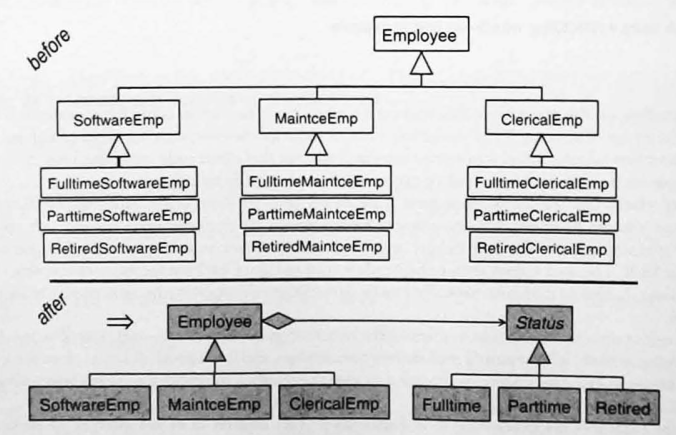 before
Employee
SoftwareEmp
MaintceEmp
ClericalEmp
FulltimeSoftwareEmp
FulltimeMaintceEmp
FulltimeClericalEmp
ParttimeSoftwareEmp
ParttimeMaintceEmp
ParttimeClericalEmp
RetiredSoftwareEmp
RetiredMaintceEmp
RetiredClericalEmp
after
Employee
Status
SoftwareEmp
MaintceEmp
ClericalEmp
Fulltime
Parttime
Retired